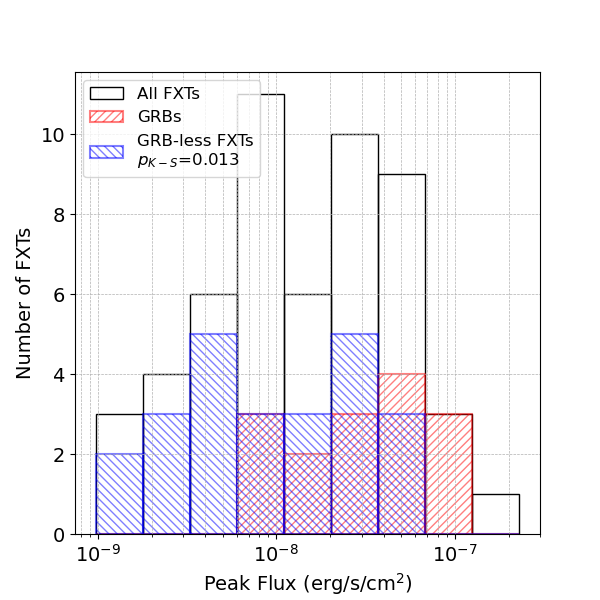 All FXTs
GRBs
GRB-less FXTs
$p_{K-S}$=0.013
Number of FXTs
10
8
6
4
2
0
$10^{-9}$ $10^{-8}$ $10^{-7}$
Peak Flux (erg/s/cm$^2$)